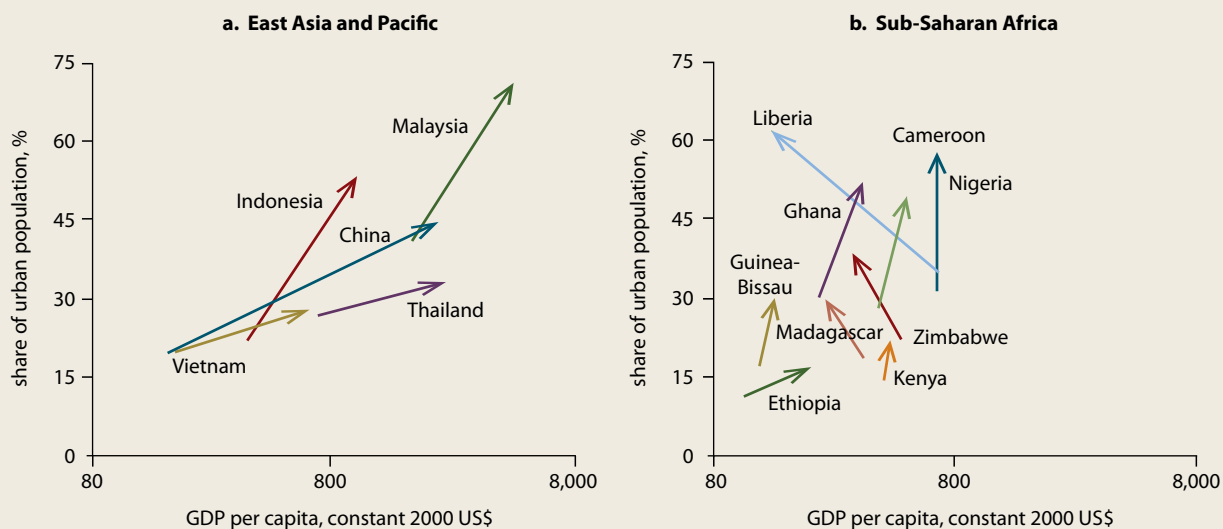 a. East Asia and Pacific
share of urban population, %
75
60
45
30
15
0
Malaysia
Indonesia
China
Thailand
Vietnam
80
800
8,000
GDP per capita, constant 2000 US$
b. Sub-Saharan Africa
share of urban population, %
75
60
45
30
15
0
Liberia
Cameroon
Nigeria
Ghana
Guinea-
Bissau
Madagascar
Zimbabwe
Kenya
Ethiopia
80
800
8,000
GDP per capita, constant 2000 US$